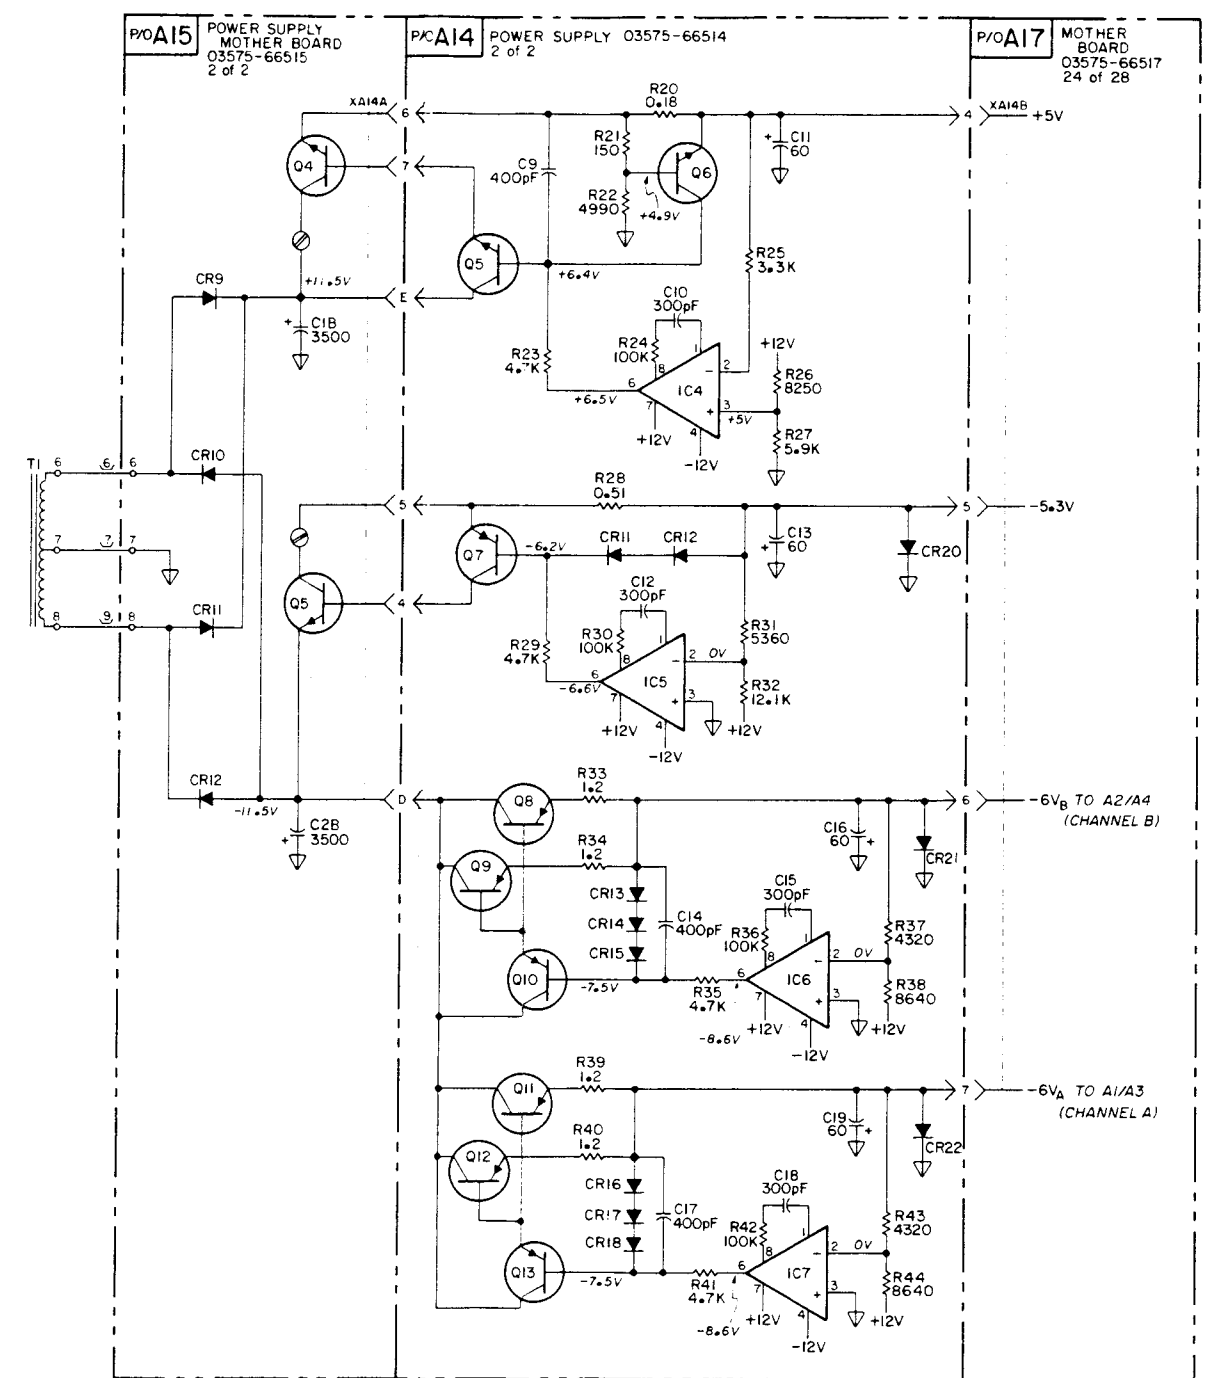 P/O A15
POWER SUPPLY
MOTHER BOARD
03575-66515
2 of 2
P/O A14
POWER SUPPLY 03575-66514
2 of 2
P/O A17
MOTHER
BOARD
03575-66517
24 of 28
XA14A
6
R20
0.18
4
XA14B
+5V
Q4
7
C9
400pF
R21
150
Q6
+
C11
60
R22
4990
+4.9V
Q5
+6.4V
R25
3.3K
CR9
+11.5V
E
+
C1B
3500
C10
300pF
R23
4.7K
R24
100K
1
8
2
-
+12V
R26
8250
6
IC4
+
3
+5V
+6.5V
7
+12V
4
-12V
R27
5.9K
T1
6
6
6
CR10
R28
0.51
5
5
-5.3V
7
7
7
Q7
-6.2V
CR11
CR12
C13
+
60
CR20
8
9
8
CR11
Q5
4
C12
300pF
R29
4.7K
R30
100K
1
8
R31
5360
2
-
0V
6
IC5
-6.6V
+
3
R32
12.1K
7
+12V
4
-12V
+12V
CR12
-11.5V
D
Q8
R33
1.2
6
-6VB TO A2/A4
(CHANNEL B)
C2B
+
3500
R34
1.2
C16
60
+
CR21
Q9
CR13
CR14
CR15
C14
400pF
C15
300pF
R36
100K
1
8
R37
4320
2
-
0V
Q10
-7.5V
R35
4.7K
6
IC6
+
3
R38
8640
-8.6V
7
+12V
4
-12V
+12V
Q11
R39
1.2
7
-6VA TO A1/A3
(CHANNEL A)
R40
1.2
C19
60
+
CR22
Q12
CR16
CR17
CR18
C17
400pF
C18
300pF
R42
100K
1
8
R43
4320
2
-
0V
Q13
-7.5V
R41
4.7K
6
IC7
+
3
R44
8640
-8.6V
7
+12V
4
-12V
+12V